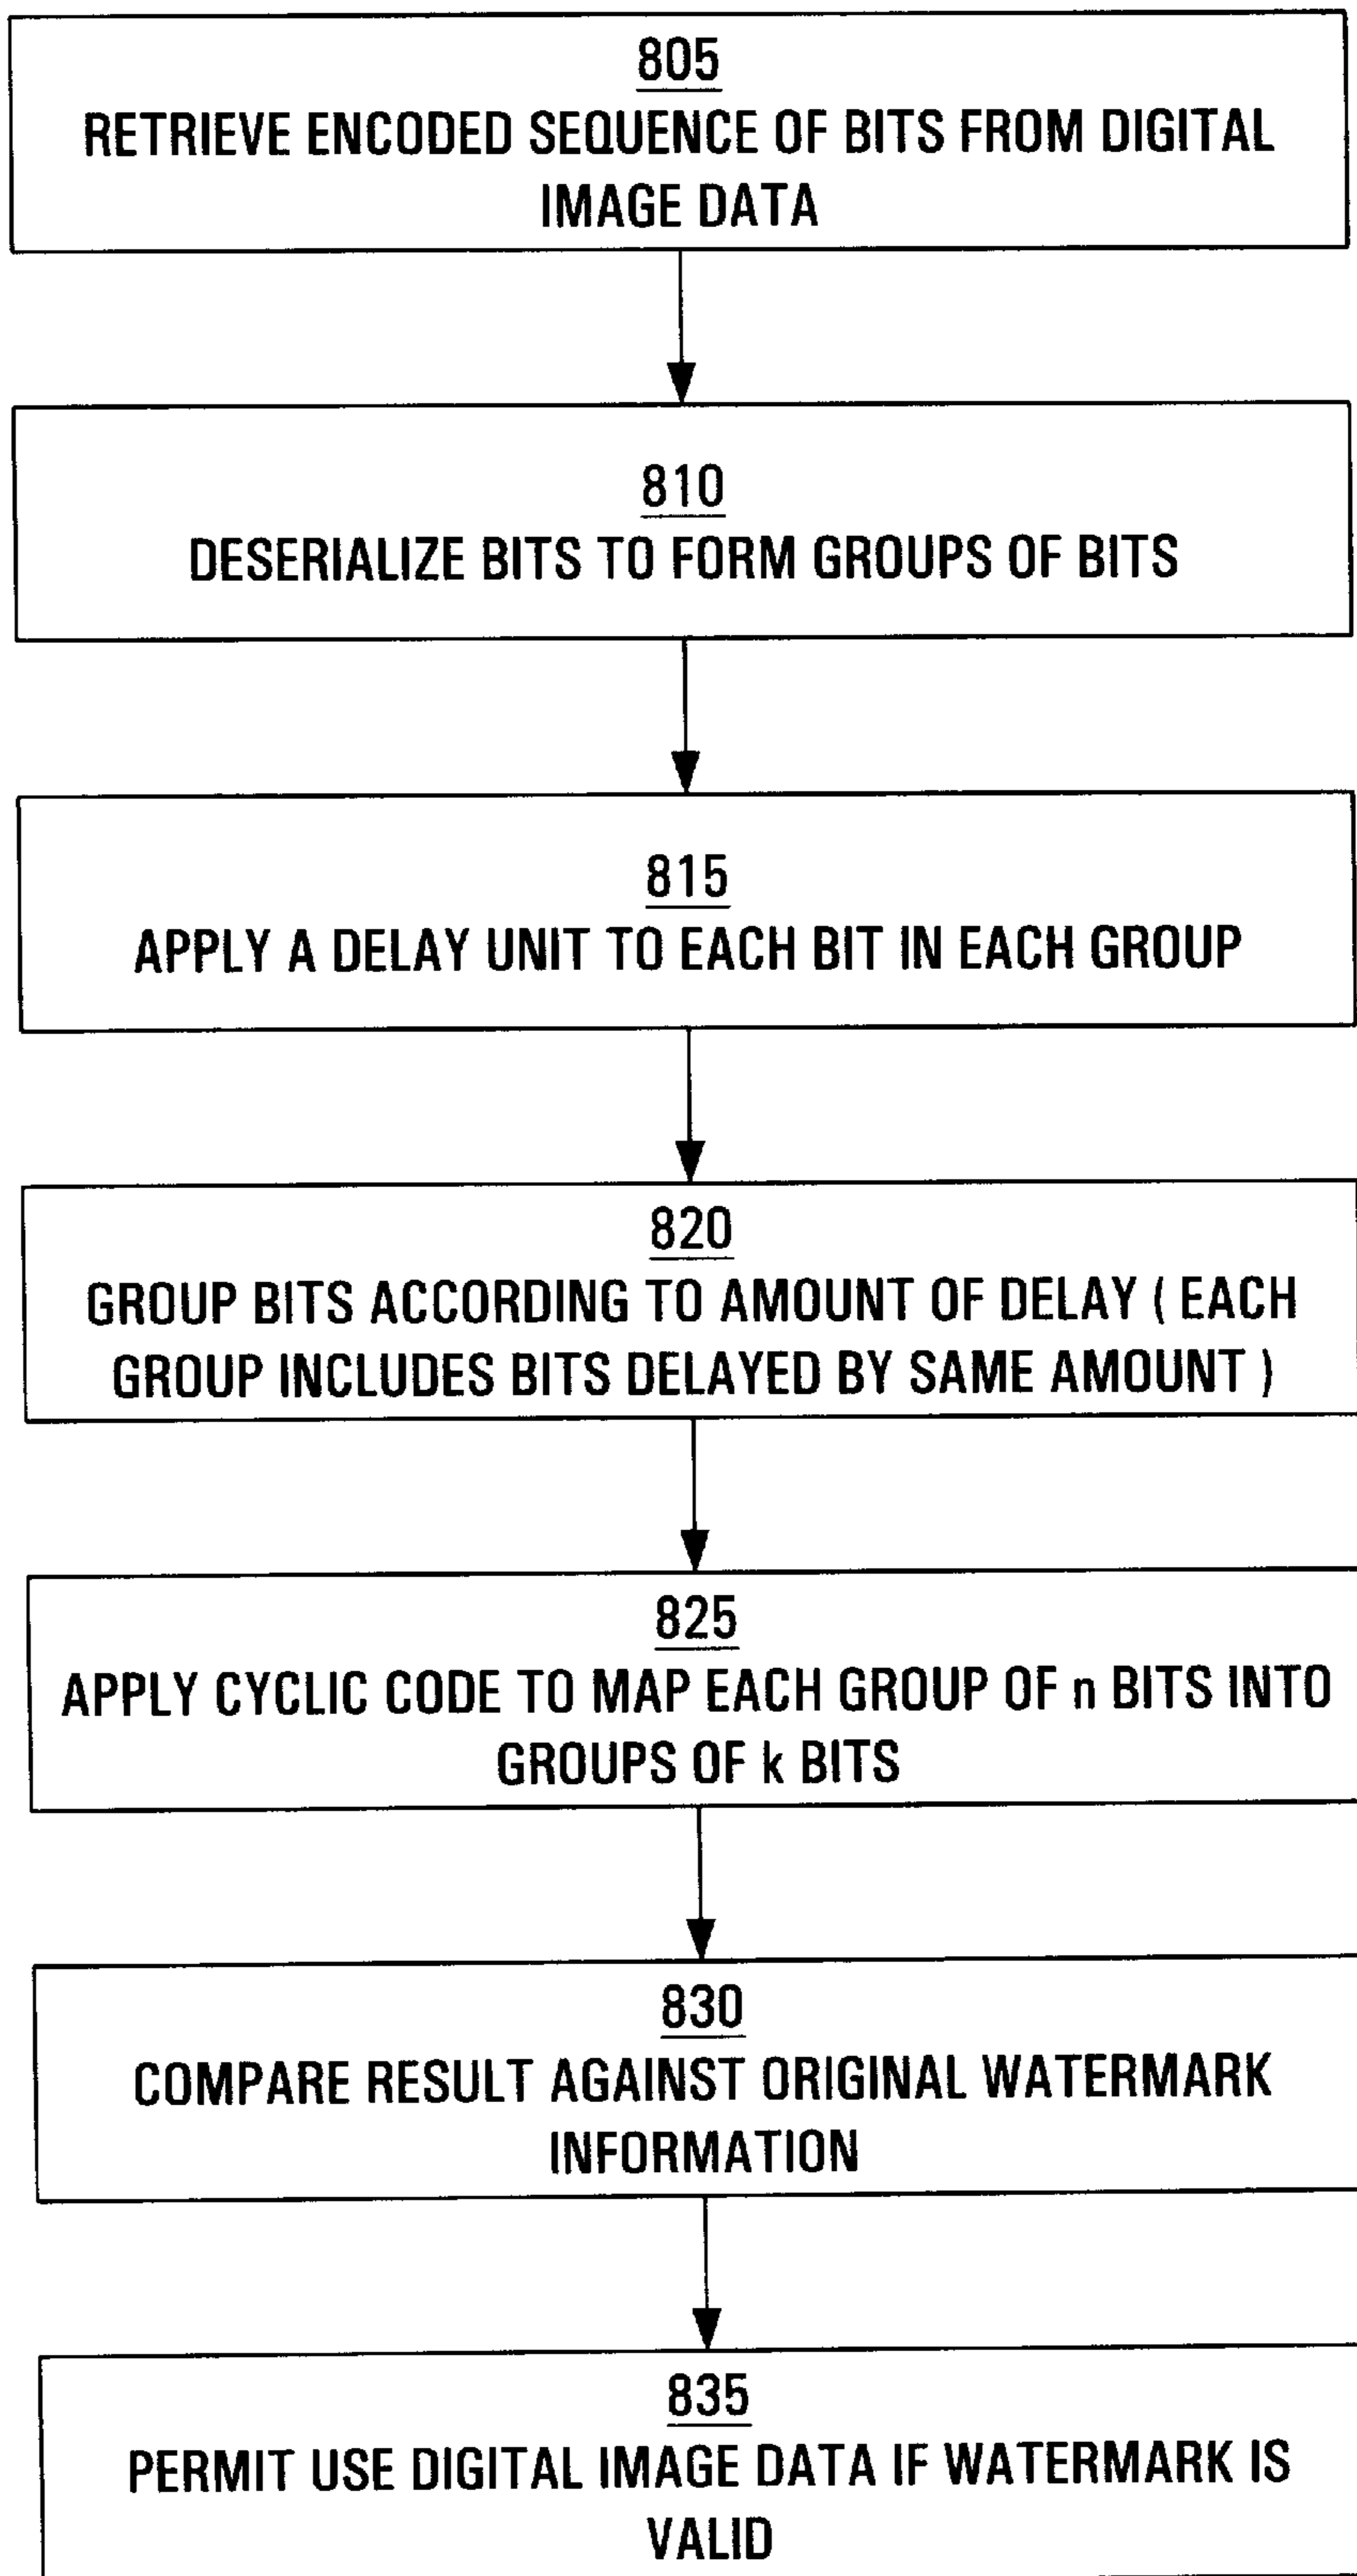 805
RETRIEVE ENCODED SEQUENCE OF BITS FROM DIGITAL
IMAGE DATA
810
DESERIALIZE BITS TO FORM GROUPS OF BITS
815
APPLY A DELAY UNIT TO EACH BIT IN EACH GROUP
820
GROUP BITS ACCORDING TO AMOUNT OF DELAY ( EACH
GROUP INCLUDES BITS DELAYED BY SAME AMOUNT )
825
APPLY CYCLIC CODE TO MAP EACH GROUP OF n BITS INTO
GROUPS OF k BITS
830
COMPARE RESULT AGAINST ORIGINAL WATERMARK
INFORMATION
835
PERMIT USE DIGITAL IMAGE DATA IF WATERMARK IS
VALID